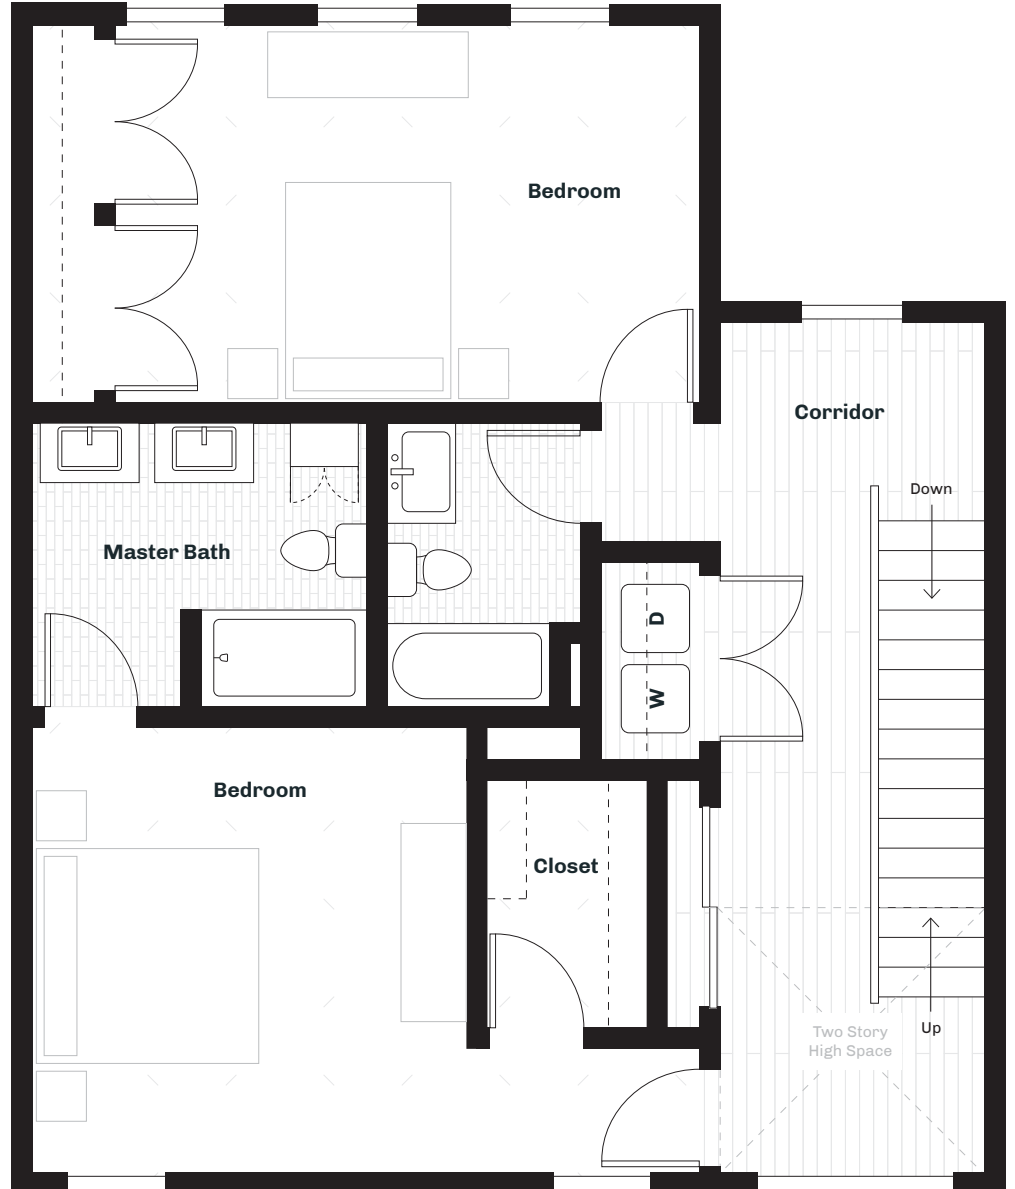 Bedroom
Corridor
Down
Master Bath
D
W
Bedroom
Closet
Two Story
High Space
Up